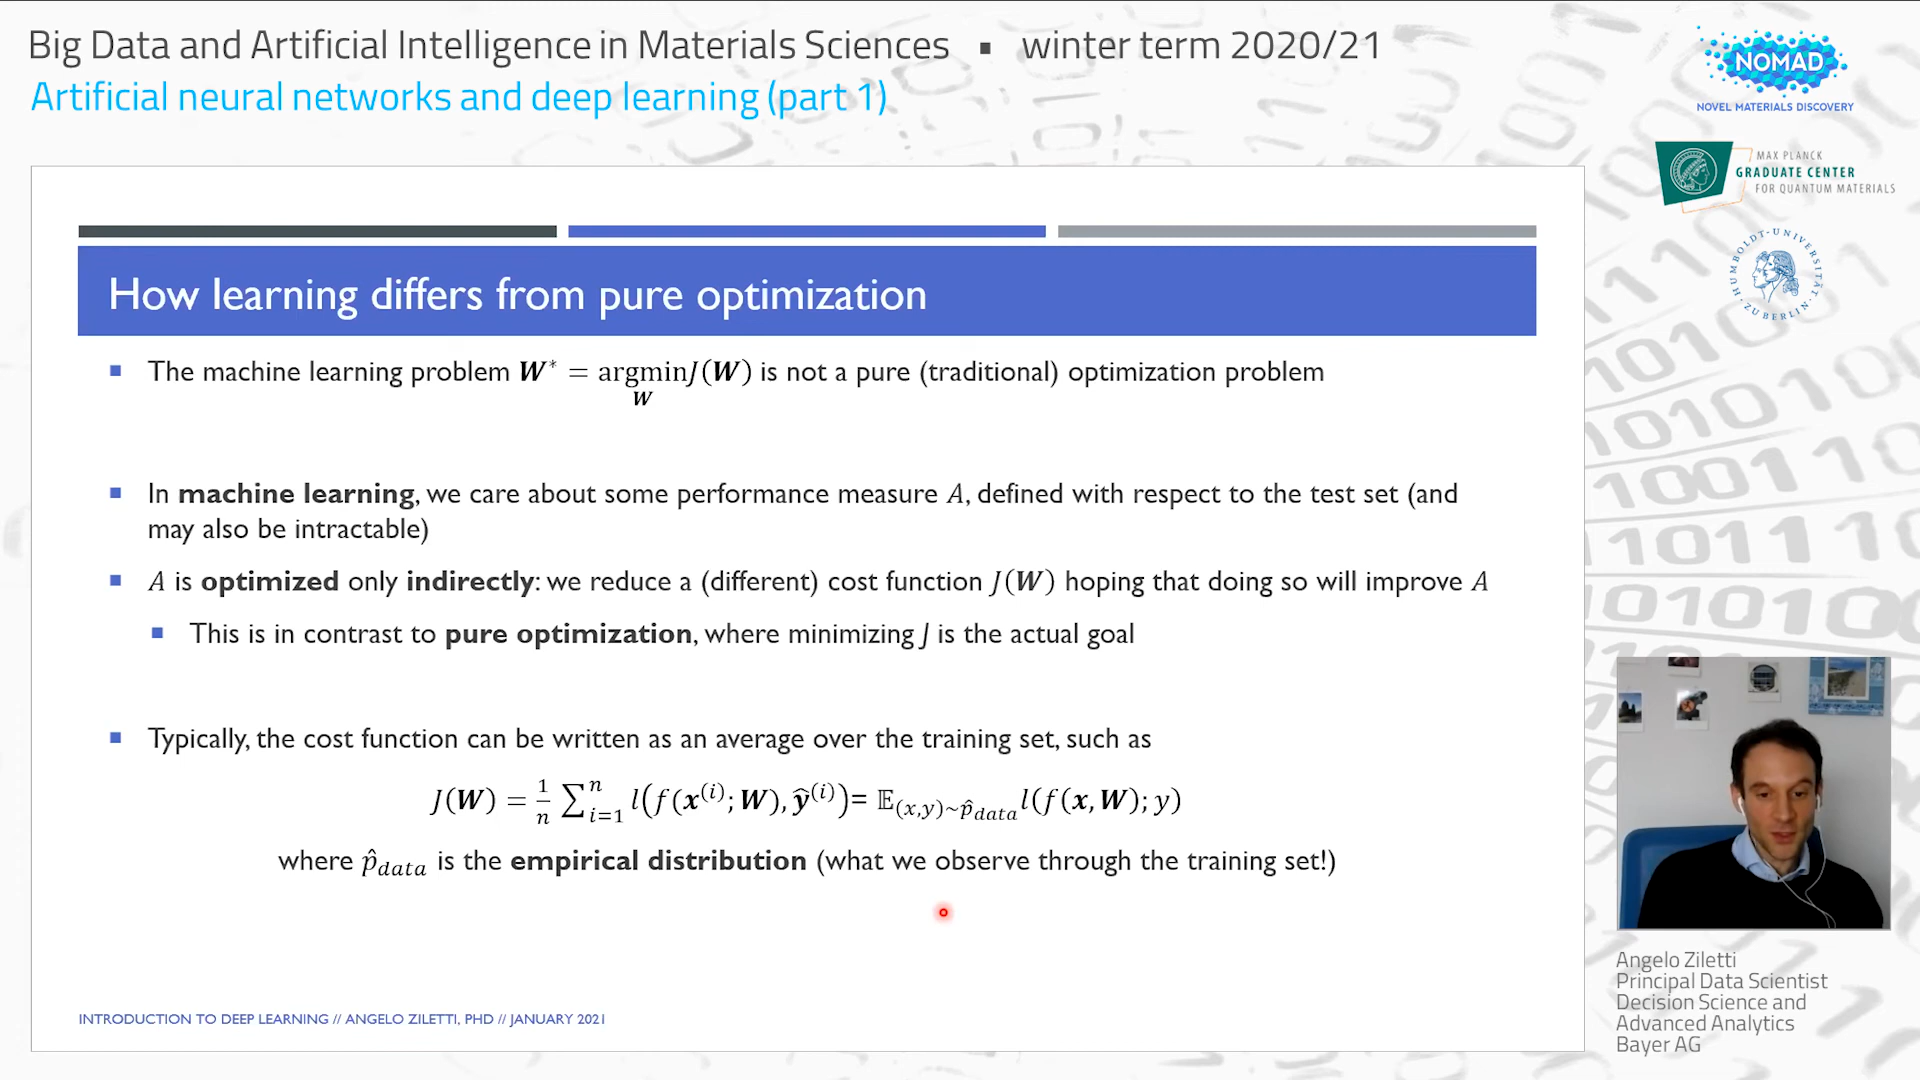 Big Data and Artificial Intelligence in Materials Sciences ▪ winter term 2020/21
Artificial neural networks and deep learning (part 1)
NOMAD
NOVEL MATERIALS DISCOVERY
MAX PLANCK
GRADUATE CENTER
FOR QUANTUM MATERIALS
HUMBOLDT-UNIVERSITÄT ZU BERLIN
How learning differs from pure optimization
▪ The machine learning problem W* = argmin J(W) is not a pure (traditional) optimization problem
W
▪ In machine learning, we care about some performance measure A, defined with respect to the test set (and
may also be intractable)
▪ A is optimized only indirectly: we reduce a (different) cost function J(W) hoping that doing so will improve A
▪ This is in contrast to pure optimization, where minimizing J is the actual goal
▪ Typically, the cost function can be written as an average over the training set, such as
J(W) = 1/n ∑_{i=1}^{n} l(f(x^{(i)}; W), ŷ^{(i)})= 𝔼_{(x,y)~p̂_{data}} l(f(x, W); y)
where p̂_{data} is the empirical distribution (what we observe through the training set!)
INTRODUCTION TO DEEP LEARNING // ANGELO ZILETTI, PHD // JANUARY 2021
Angelo Ziletti
Principal Data Scientist
Decision Science and
Advanced Analytics
Bayer AG